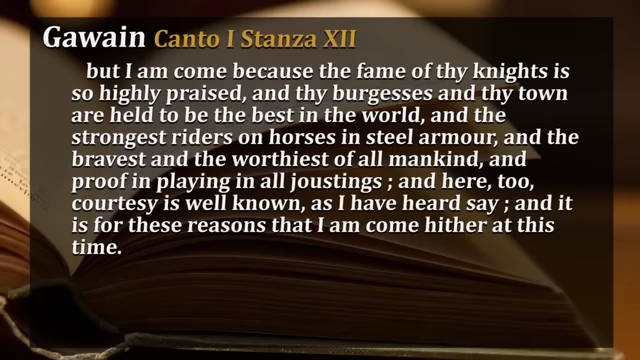 Gawain Canto I Stanza XII
but I am come because the fame of thy knights is
so highly praised, and thy burgesses and thy town
are held to be the best in the world, and the
strongest riders on horses in steel armour, and the
bravest and the worthiest of all mankind, and
proof in playing in all joustings ; and here, too,
courtesy is well known, as I have heard say ; and it
is for these reasons that I am come hither at this
time.